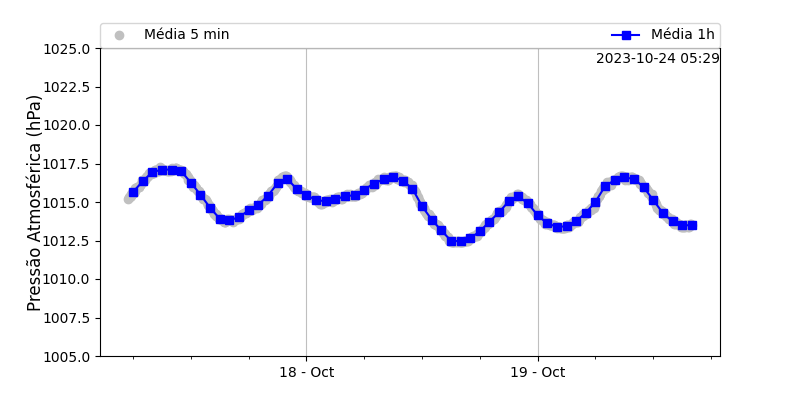 Média 5 min
Média 1h
2023-10-24 05:29
Pressão Atmosférica (hPa)
1025.0
1022.5
1020.0
1017.5
1015.0
1012.5
1010.0
1007.5
1005.0
18 - Oct
19 - Oct